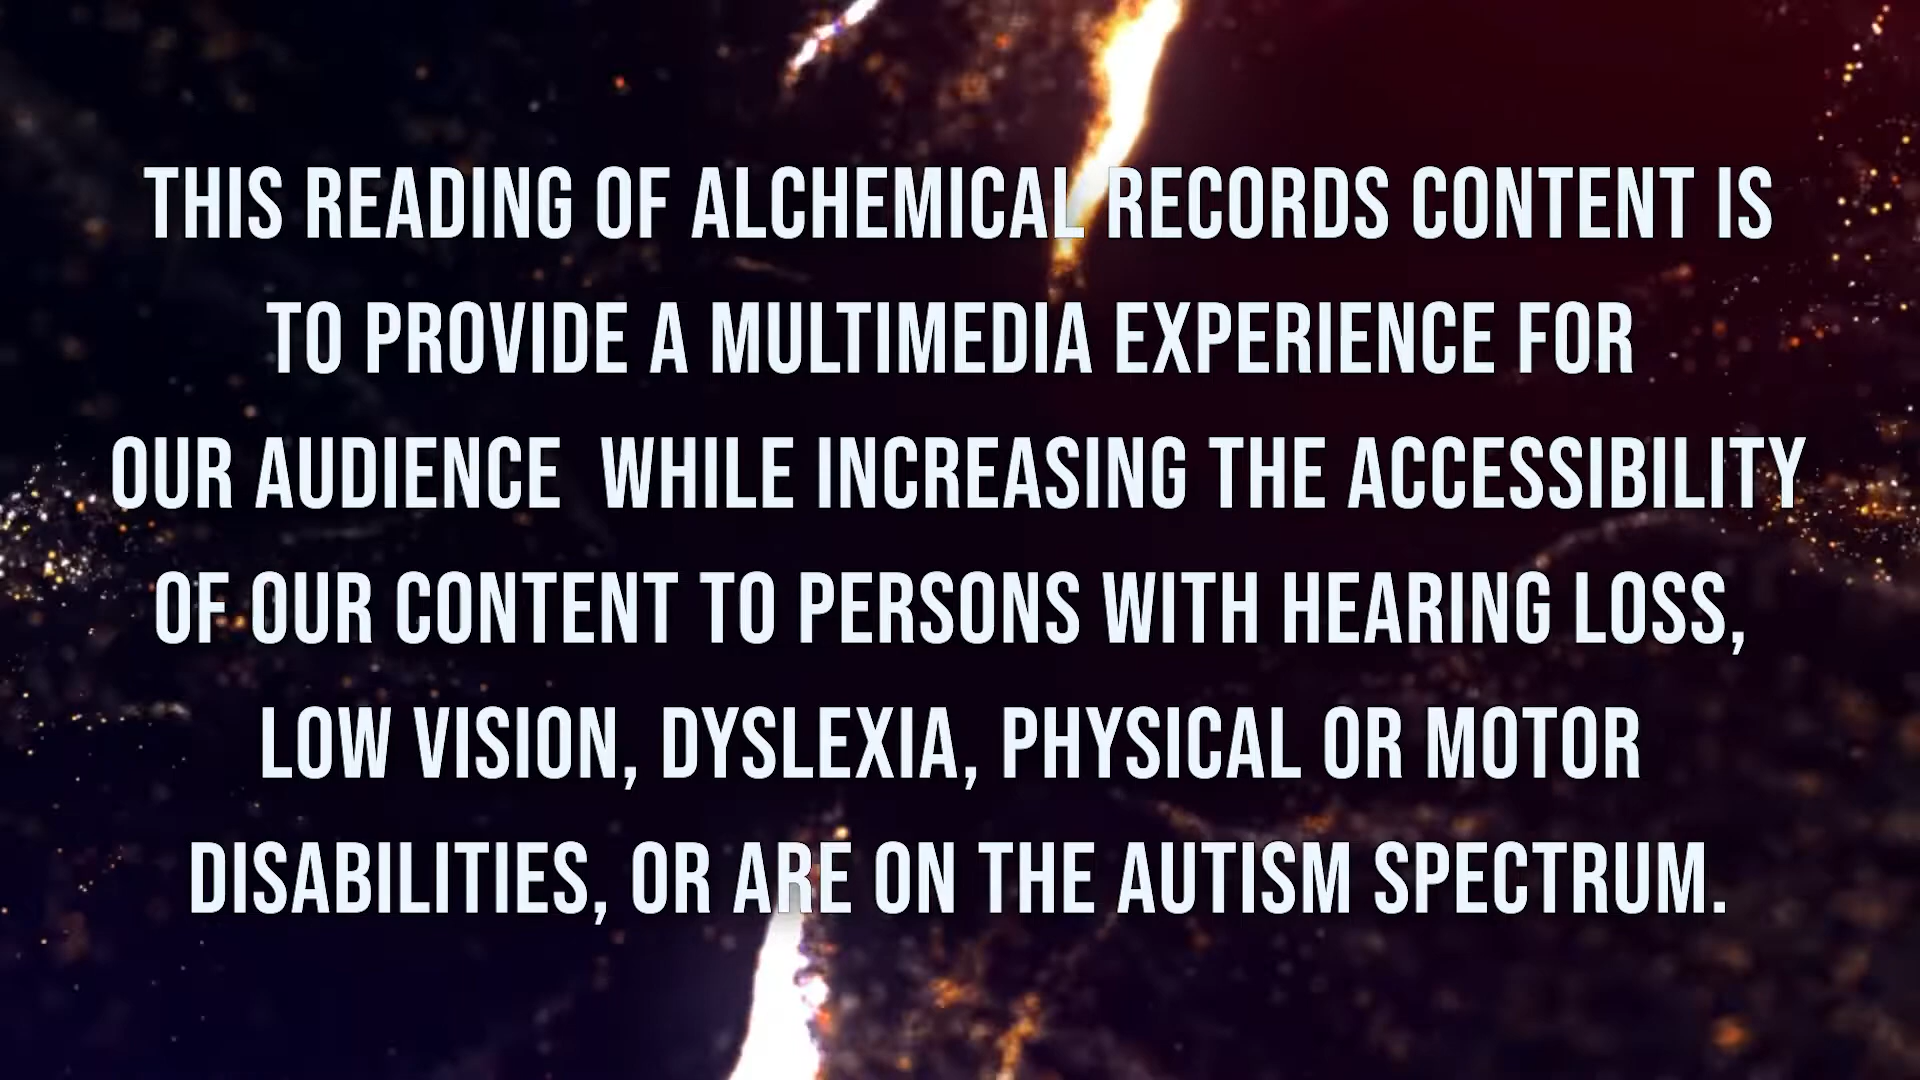 THIS READING OF ALCHEMICAL RECORDS CONTENT IS
TO PROVIDE A MULTIMEDIA EXPERIENCE FOR
OUR AUDIENCE  WHILE INCREASING THE ACCESSIBILITY
OF OUR CONTENT TO PERSONS WITH HEARING LOSS,
LOW VISION, DYSLEXIA, PHYSICAL OR MOTOR
DISABILITIES, OR ARE ON THE AUTISM SPECTRUM.